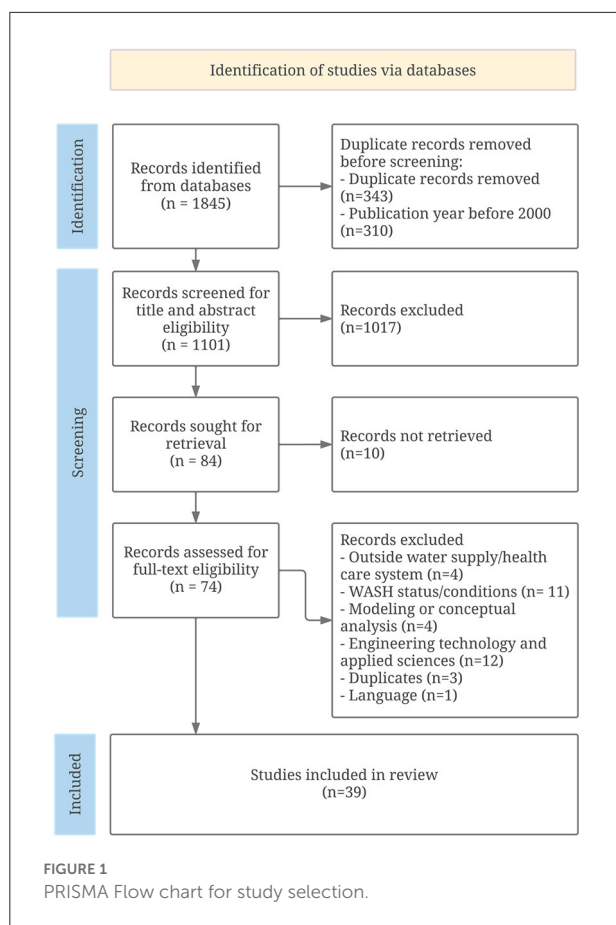 Identification of studies via databases
Identification
Records identified
from databases
(n = 1845)
Duplicate records removed
before screening:
- Duplicate records removed
(n=343)
- Publication year before 2000
(n=310)
Screening
Records screened for
title and abstract
eligibility
(n = 1101)
Records excluded
(n=1017)
Records sought for
retrieval
(n = 84)
Records not retrieved
(n=10)
Records assessed for
full-text eligibility
(n = 74)
Records excluded
- Outside water supply/health
care system (n=4)
- WASH status/conditions (n= 11)
- Modeling or conceptual
analysis (n=4)
- Engineering technology and
applied sciences (n=12)
- Duplicates (n=3)
- Language (n=1)
Included
Studies included in review
(n=39)
FIGURE 1
PRISMA Flow chart for study selection.